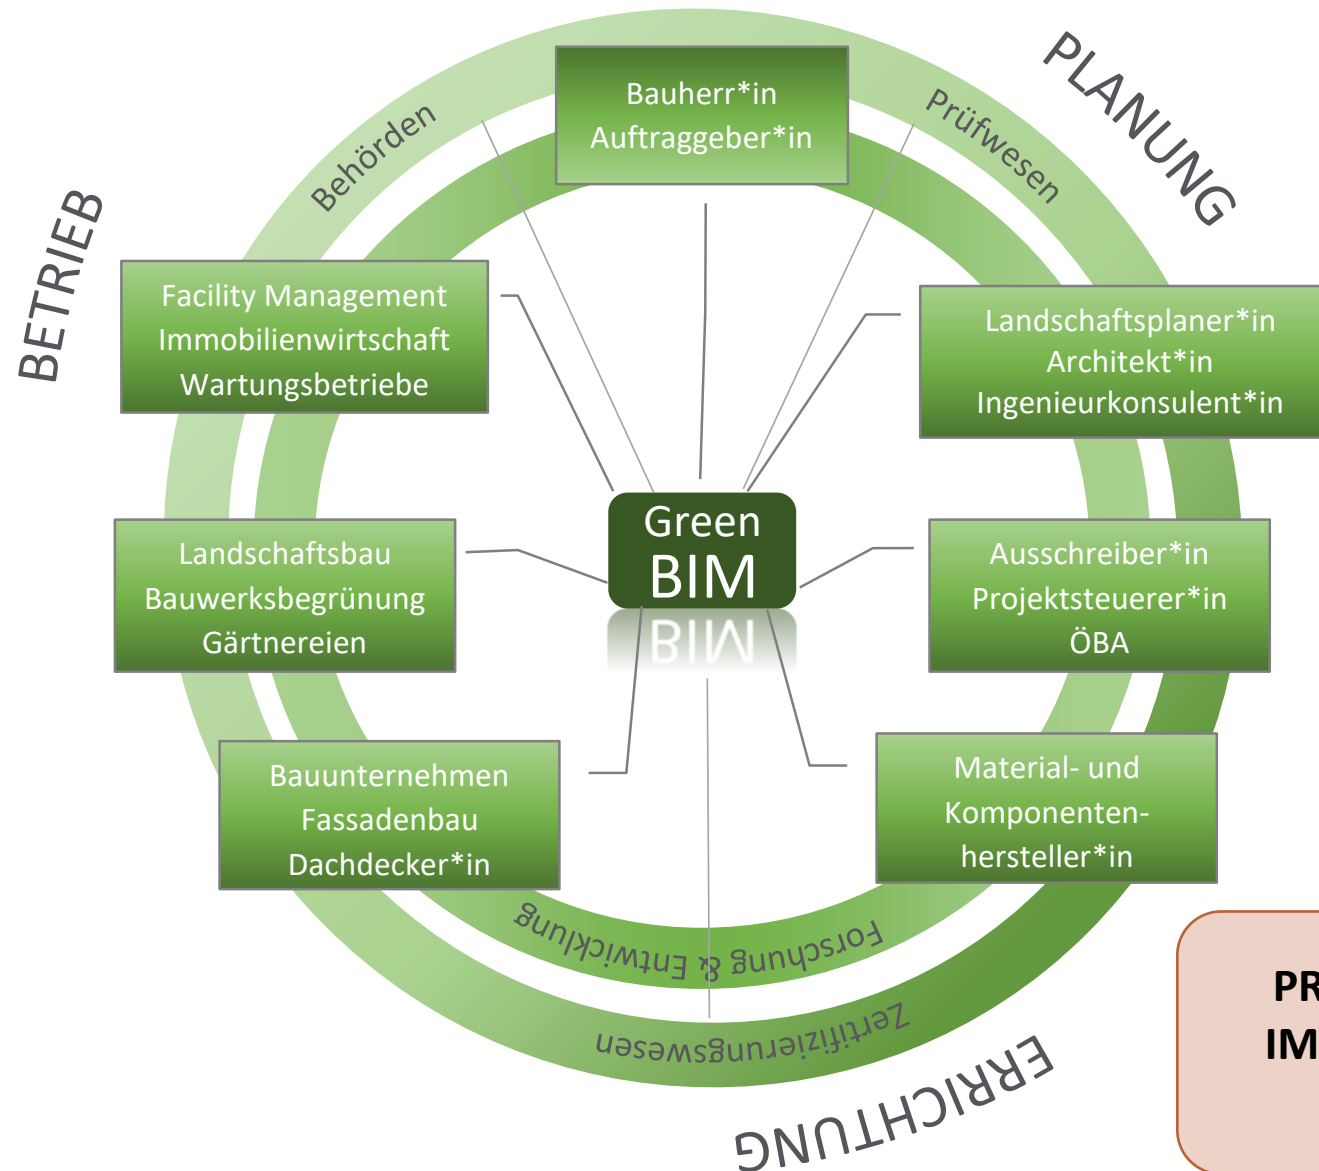 PLANUNG
Bauherr*in
Auftraggeber*in
Behörden
Prüfwesen
BETRIEB
Facility Management
Immobilienwirtschaft
Wartungsbetriebe
Landschaftsplaner*in
Architekt*in
Ingenieurkonsulent*in
Green
BIM
Landschaftsbau
Bauwerksbegrünung
Gärtnereien
Ausschreiber*in
Projektsteuerer*in
ÖBA
Bauunternehmen
Fassadenbau
Dachdecker*in
Material- und
Komponenten-
hersteller*in
Forschung & Entwicklung
Zertifizierungswesen
ERRICHTUNG
PR
IM